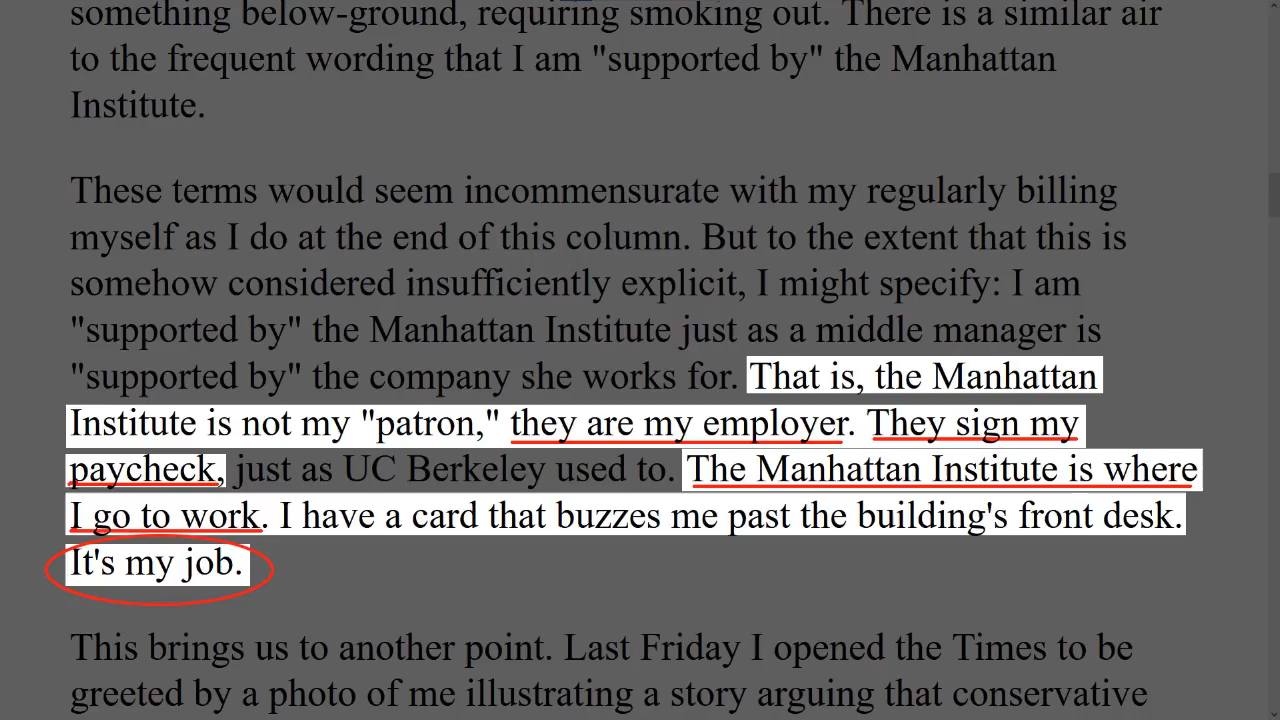 something below-ground, requiring smoking out. There is a similar air
to the frequent wording that I am "supported by" the Manhattan
Institute.
These terms would seem incommensurate with my regularly billing
myself as I do at the end of this column. But to the extent that this is
somehow considered insufficiently explicit, I might specify: I am
"supported by" the Manhattan Institute just as a middle manager is
"supported by" the company she works for. That is, the Manhattan
Institute is not my "patron," they are my employer. They sign my
paycheck, just as UC Berkeley used to. The Manhattan Institute is where
I go to work. I have a card that buzzes me past the building's front desk.
It's my job.
This brings us to another point. Last Friday I opened the Times to be
greeted by a photo of me illustrating a story arguing that conservative